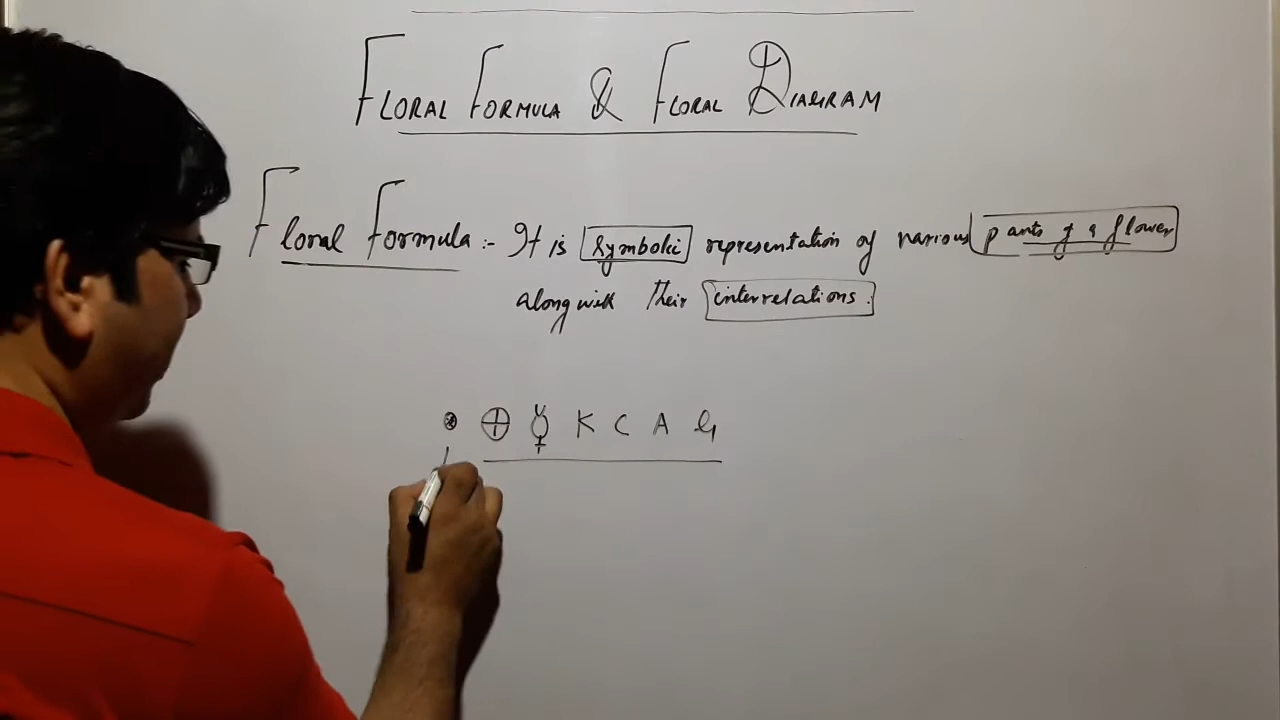 FLORAL FORMULA & FLORAL DIAGRAM
Floral Formula :- It is Symbolic representation of various parts of a flower
along with their interrelations.
⊕ ⚥ K C A G